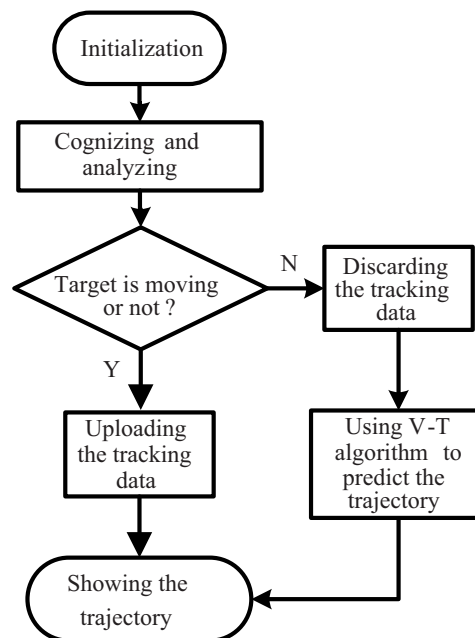 Initialization
Cognizing and
analyzing
Target is moving
or not ?
N
Discarding
the tracking
data
Y
Uploading
the tracking
data
Using V-T
algorithm to
predict the
trajectory
Showing the
trajectory